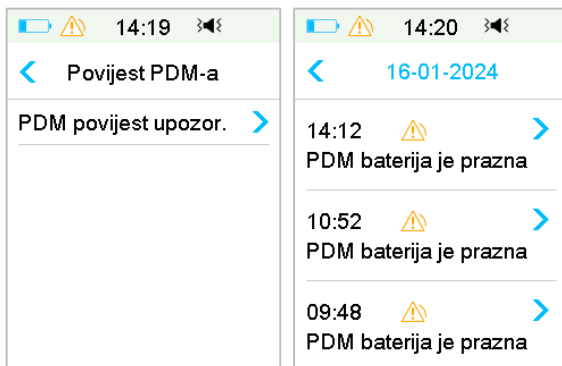 14:19
Povijest PDM-a
PDM povijest upozor.
14:20
16-01-2024
14:12
PDM baterija je prazna
10:52
PDM baterija je prazna
09:48
PDM baterija je prazna